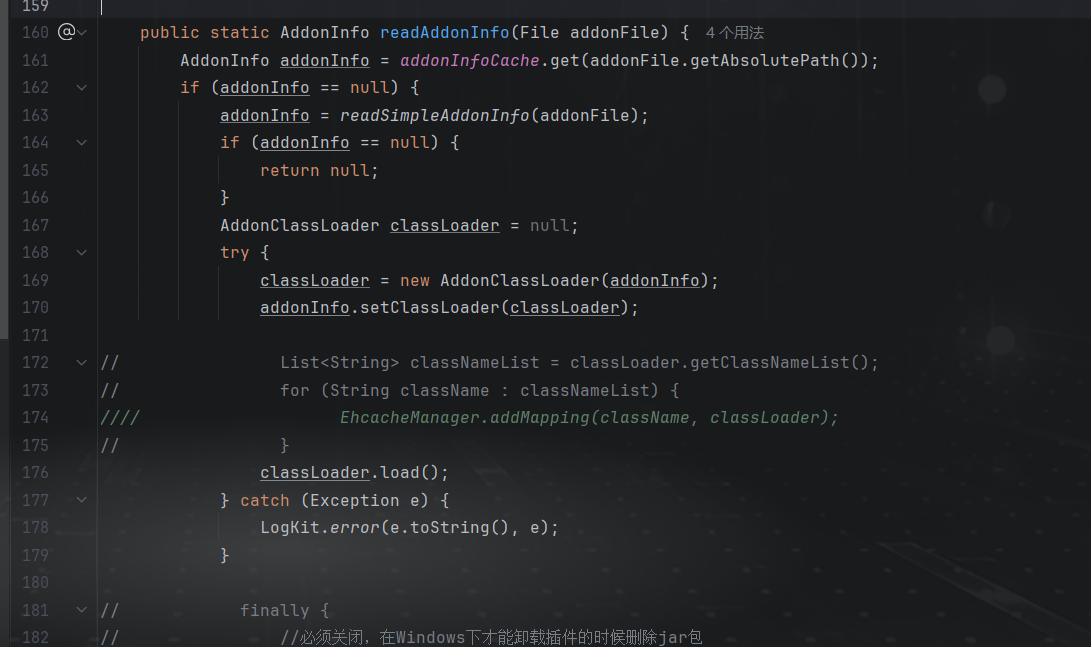 159
160 @ public static AddonInfo readAddonInfo(File addonFile) { 4 个用法
161 AddonInfo addonInfo = addonInfoCache.get(addonFile.getAbsolutePath());
162 if (addonInfo == null) {
163 addonInfo = readSimpleAddonInfo(addonFile);
164 if (addonInfo == null) {
165 return null;
166 }
167 AddonClassLoader classLoader = null;
168 try {
169 classLoader = new AddonClassLoader(addonInfo);
170 addonInfo.setClassLoader(classLoader);
171
172 // List<String> classNameList = classLoader.getClassNameList();
173 // for (String className : classNameList) {
174 //// EhcacheManager.addMapping(className, classLoader);
175 // }
176 classLoader.load();
177 } catch (Exception e) {
178 LogKit.error(e.toString(), e);
179 }
180
181 // finally {
182 // //必须关闭，在Windows下才能卸载插件的时候删除jar包